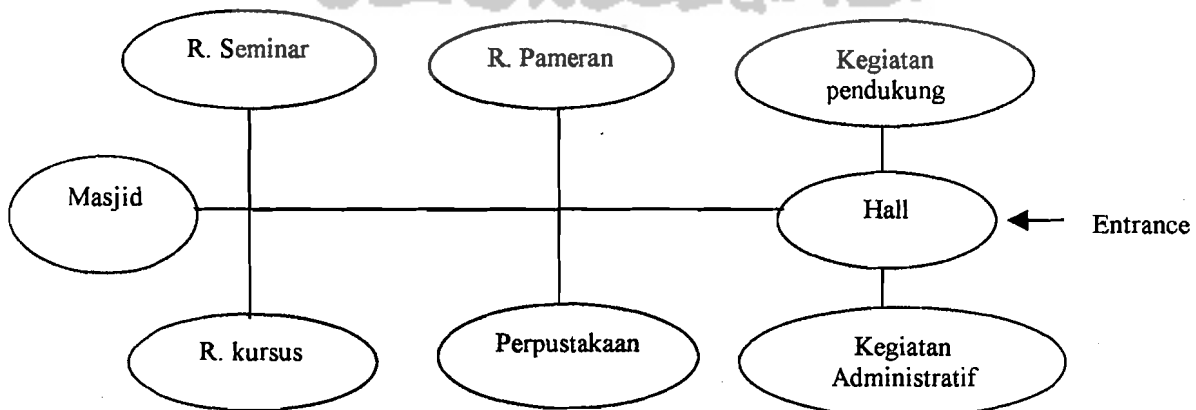 R. Seminar
R. Pameran
Kegiatan
pendukung
Masjid
Hall
Entrance
R. kursus
Perpustakaan
Kegiatan
Administratif